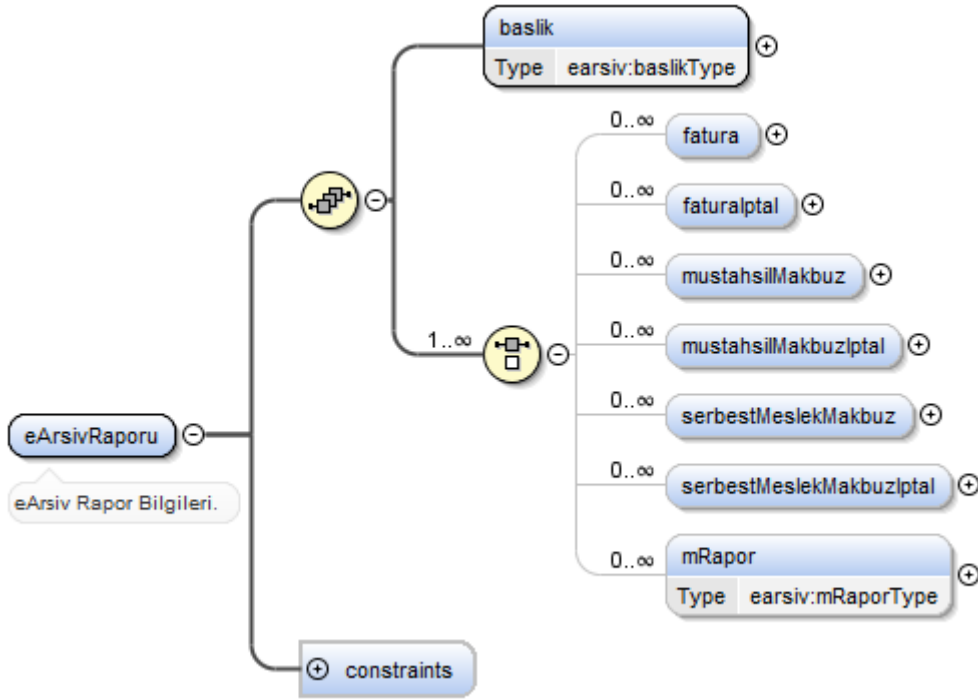 baslik
Type earsiv:baslikType
0..∞
fatura
0..∞
faturaIptal
0..∞
mustahsilMakbuz
1..∞
0..∞
mustahsilMakbuzIptal
0..∞
serbestMeslekMakbuz
eArsivRaporu
0..∞
serbestMeslekMakbuzIptal
eArsiv Rapor Bilgileri.
0..∞
mRapor
Type earsiv:mRaporType
constraints